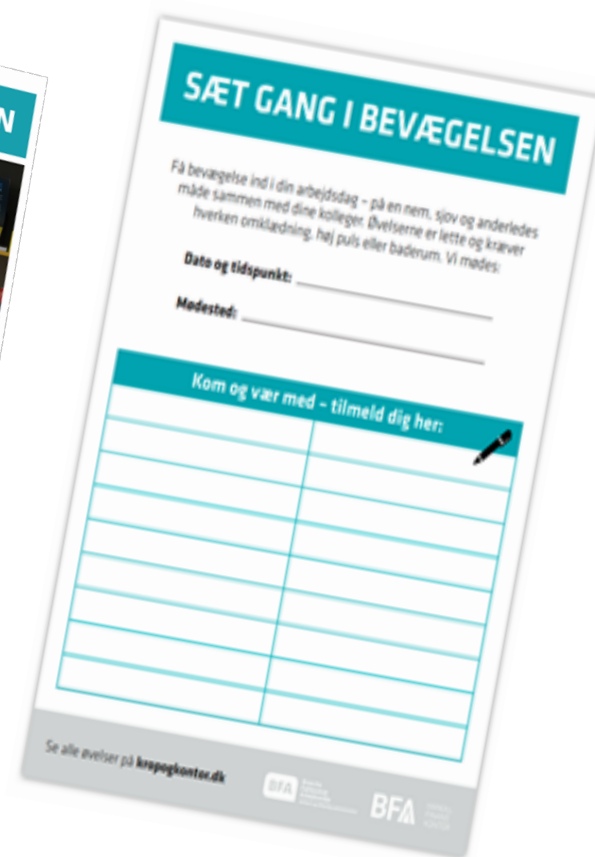 N
SÆT GANG I BEVÆGELSEN
Få bevægelse ind i din arbejdsdag – på en nem, sjov og anderledes
måde sammen med dine kolleger. Øvelserne er lette og kræver
hverken omklædning, høj puls eller baderum. Vi mødes:
Dato og tidspunkt:
Mødested:
Kom og vær med – tilmeld dig her:
Se alle øvelser på kropogkontor.dk
BFA
BFA